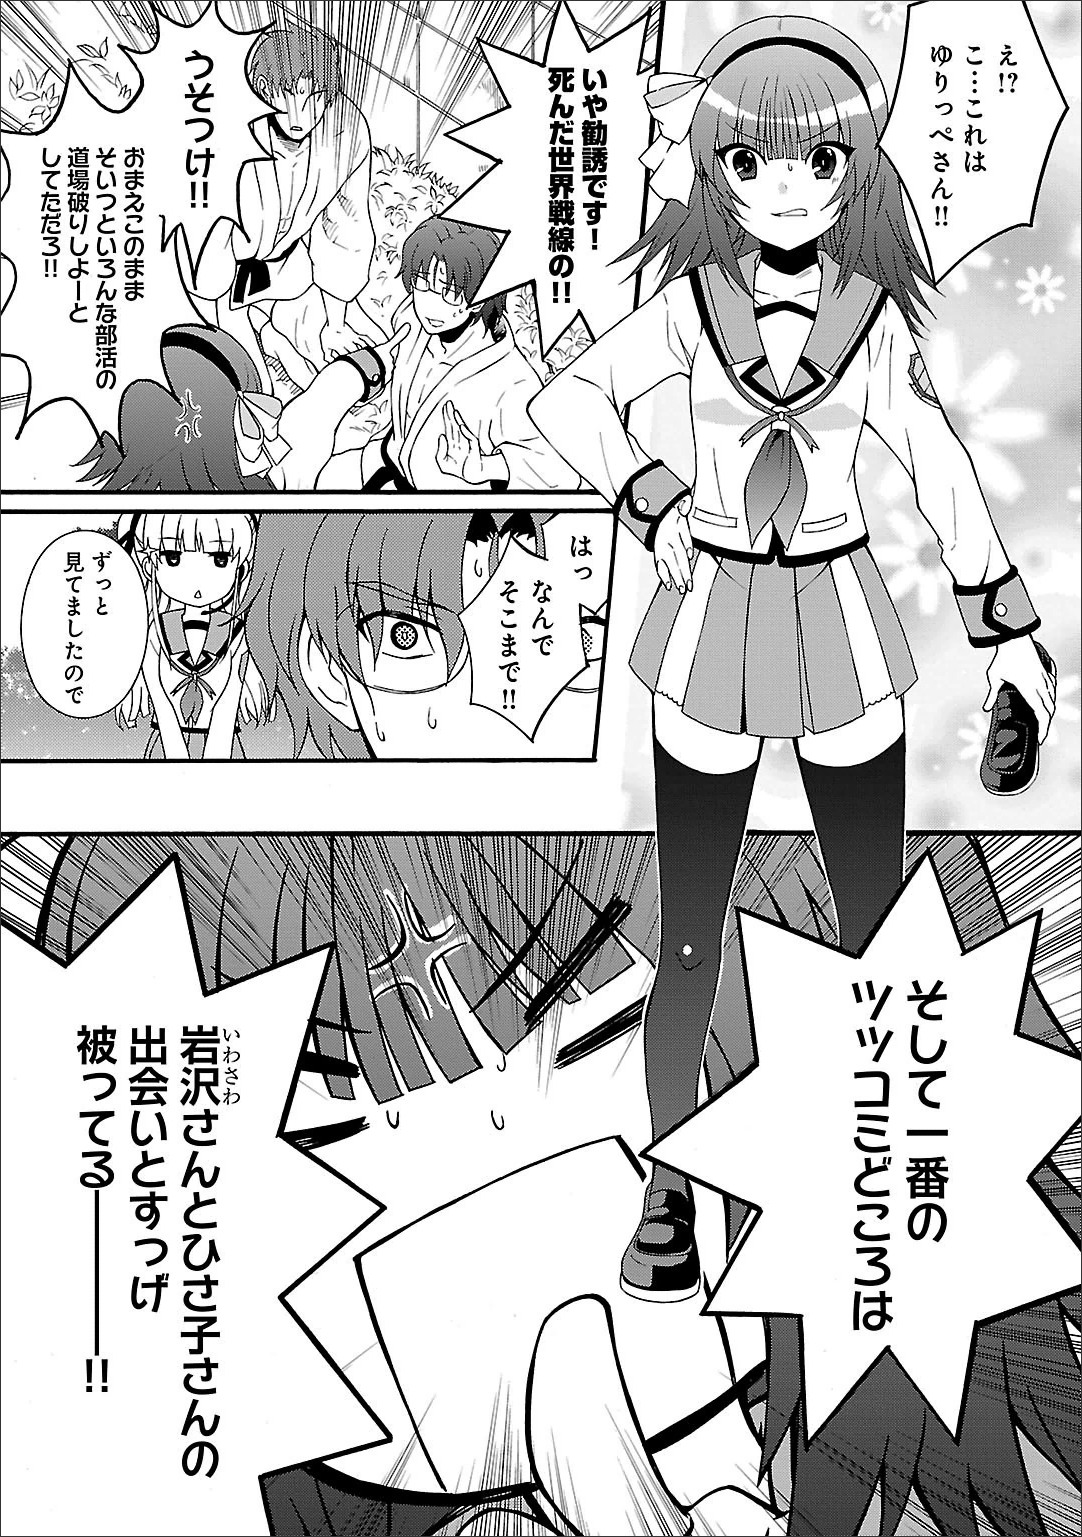 え!?
こ…これは
ゆりっぺさん!!
いや勧誘です！
死んだ世界戦線の!!
うそつけ!!
おまえこのまま
そいつといろんな部活の
道場破りしよーと
してただろ!!
はっ
なんで
そこまで!!
ずっと
見てましたので
そして一番の
ツッコミどころは
岩沢さんとひさ子さんの
いわさわ
出会いとすっげ
被ってる――――!!